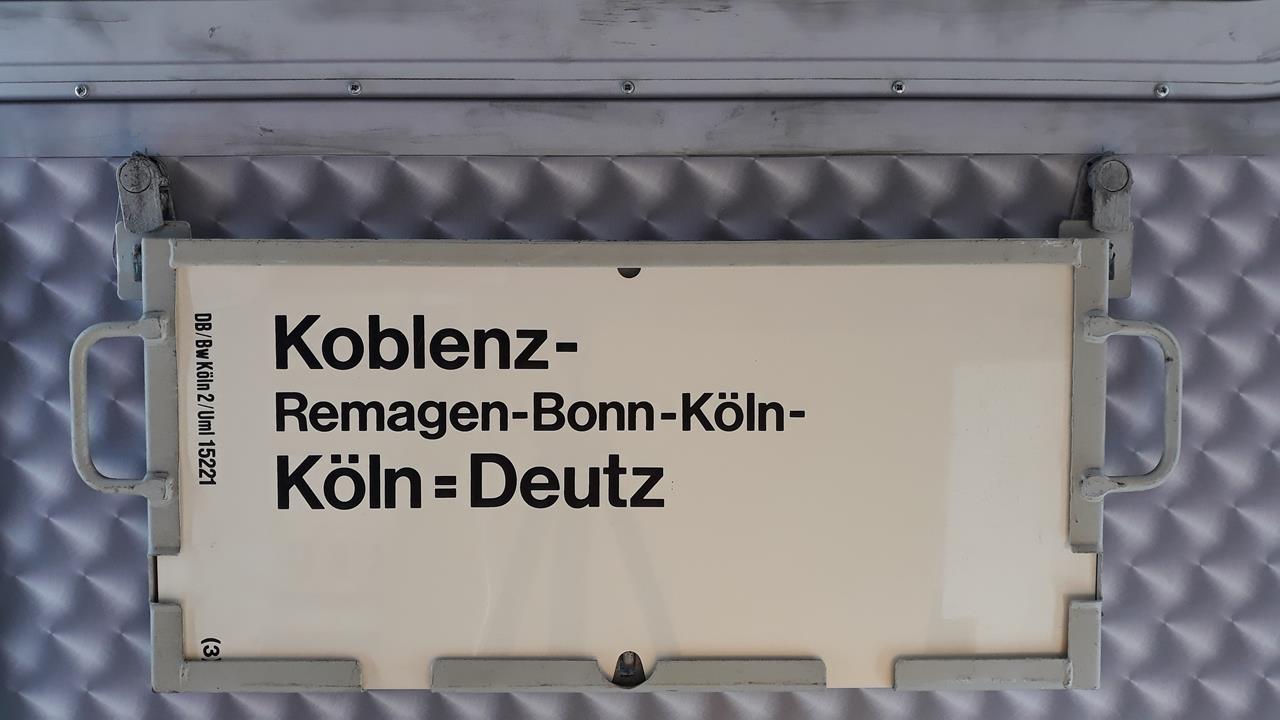 Koblenz-
Remagen-Bonn-Köln-
Köln=Deutz
DB/Bw Köln 2/Uml 15221
(3)